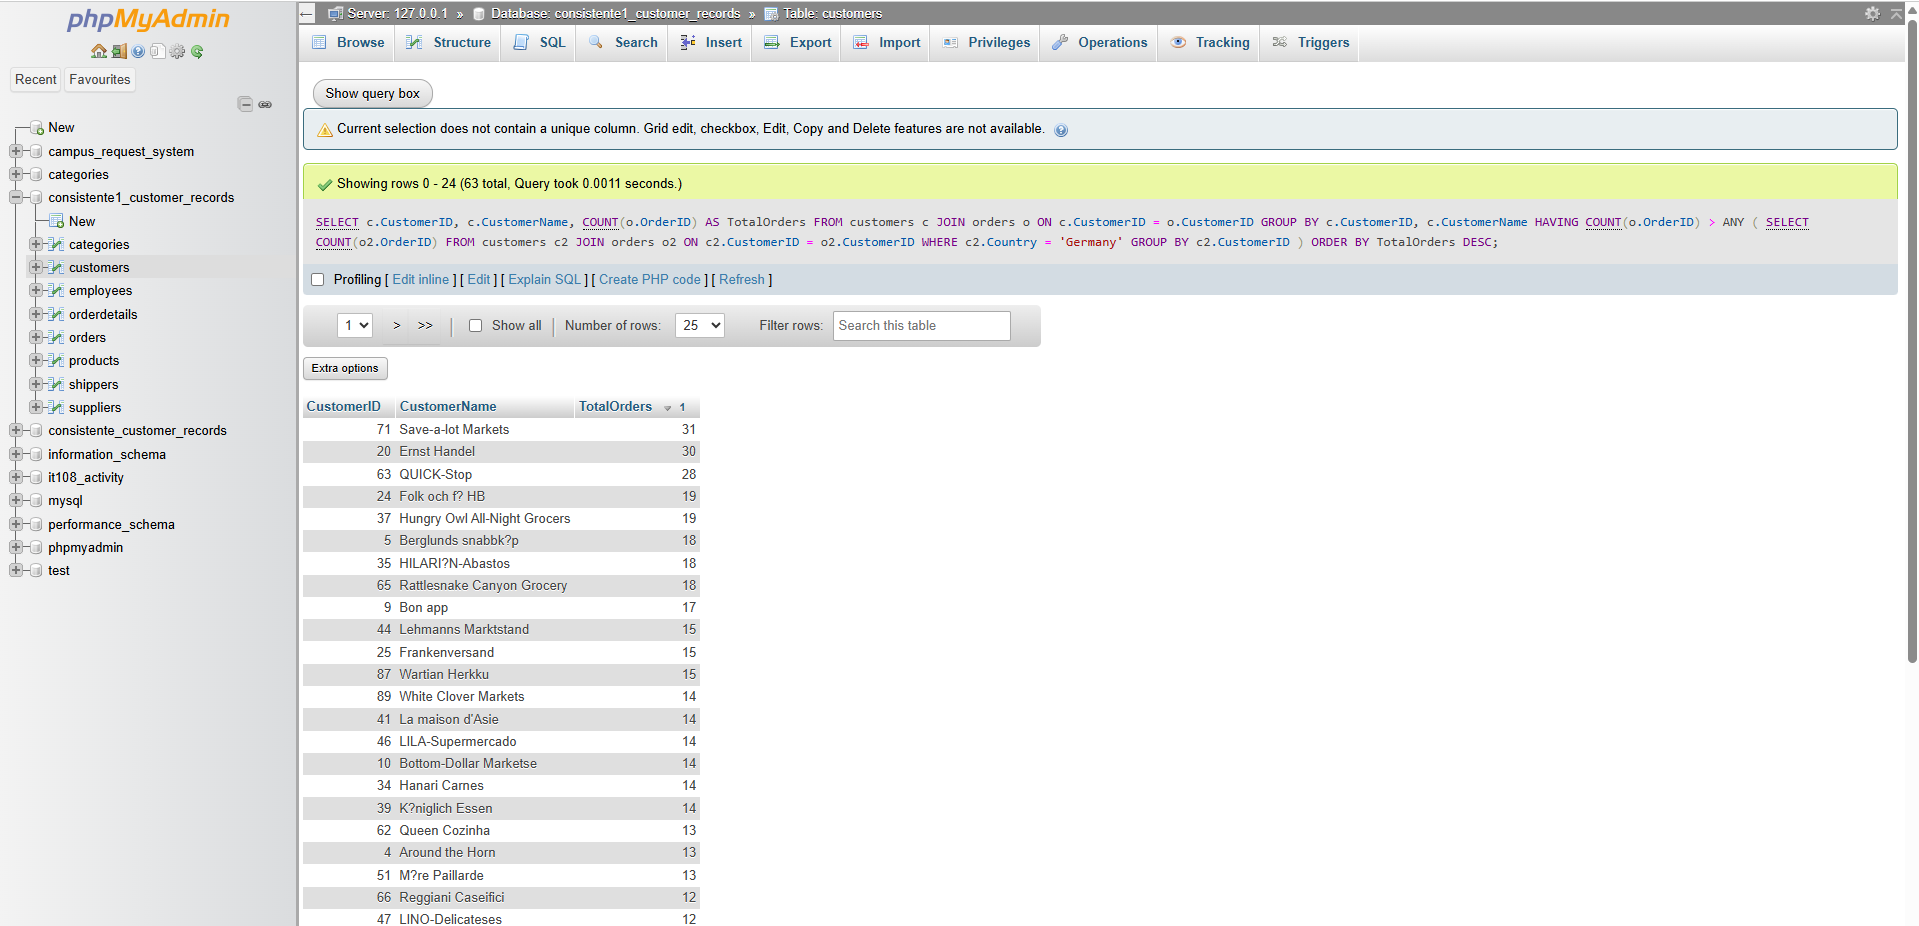 phpMyAdmin
Recent Favourites
New
campus_request_system
categories
consistente1_customer_records
New
categories
customers
employees
orderdetails
orders
products
shippers
suppliers
consistente_customer_records
information_schema
it108_activity
mysql
performance_schema
phpmyadmin
test
Server: 127.0.0.1 » Database: consistente1_customer_records » Table: customers
Browse Structure SQL Search Insert Export Import Privileges Operations Tracking Triggers
Show query box
Current selection does not contain a unique column. Grid edit, checkbox, Edit, Copy and Delete features are not available.
Showing rows 0 - 24 (63 total, Query took 0.0011 seconds.)
SELECT c.CustomerID, c.CustomerName, COUNT(o.OrderID) AS TotalOrders FROM customers c JOIN orders o ON c.CustomerID = o.CustomerID GROUP BY c.CustomerID, c.CustomerName HAVING COUNT(o.OrderID) > ANY ( SELECT
COUNT(o2.OrderID) FROM customers c2 JOIN orders o2 ON c2.CustomerID = o2.CustomerID WHERE c2.Country = 'Germany' GROUP BY c2.CustomerID ) ORDER BY TotalOrders DESC;
Profiling [ Edit inline ] [ Edit ] [ Explain SQL ] [ Create PHP code ] [ Refresh ]
1 > >> Show all Number of rows: 25 Filter rows: Search this table
Extra options
CustomerID CustomerName TotalOrders 1
71 Save-a-lot Markets 31
20 Ernst Handel 30
63 QUICK-Stop 28
24 Folk och f? HB 19
37 Hungry Owl All-Night Grocers 19
5 Berglunds snabbk?p 18
35 HILARI?N-Abastos 18
65 Rattlesnake Canyon Grocery 18
9 Bon app 17
44 Lehmanns Marktstand 15
25 Frankenversand 15
87 Wartian Herkku 15
89 White Clover Markets 14
41 La maison d'Asie 14
46 LILA-Supermercado 14
10 Bottom-Dollar Marketse 14
34 Hanari Carnes 14
39 K?niglich Essen 14
62 Queen Cozinha 13
4 Around the Horn 13
51 M?re Paillarde 13
66 Reggiani Caseifici 12
47 LINO-Delicateses 12